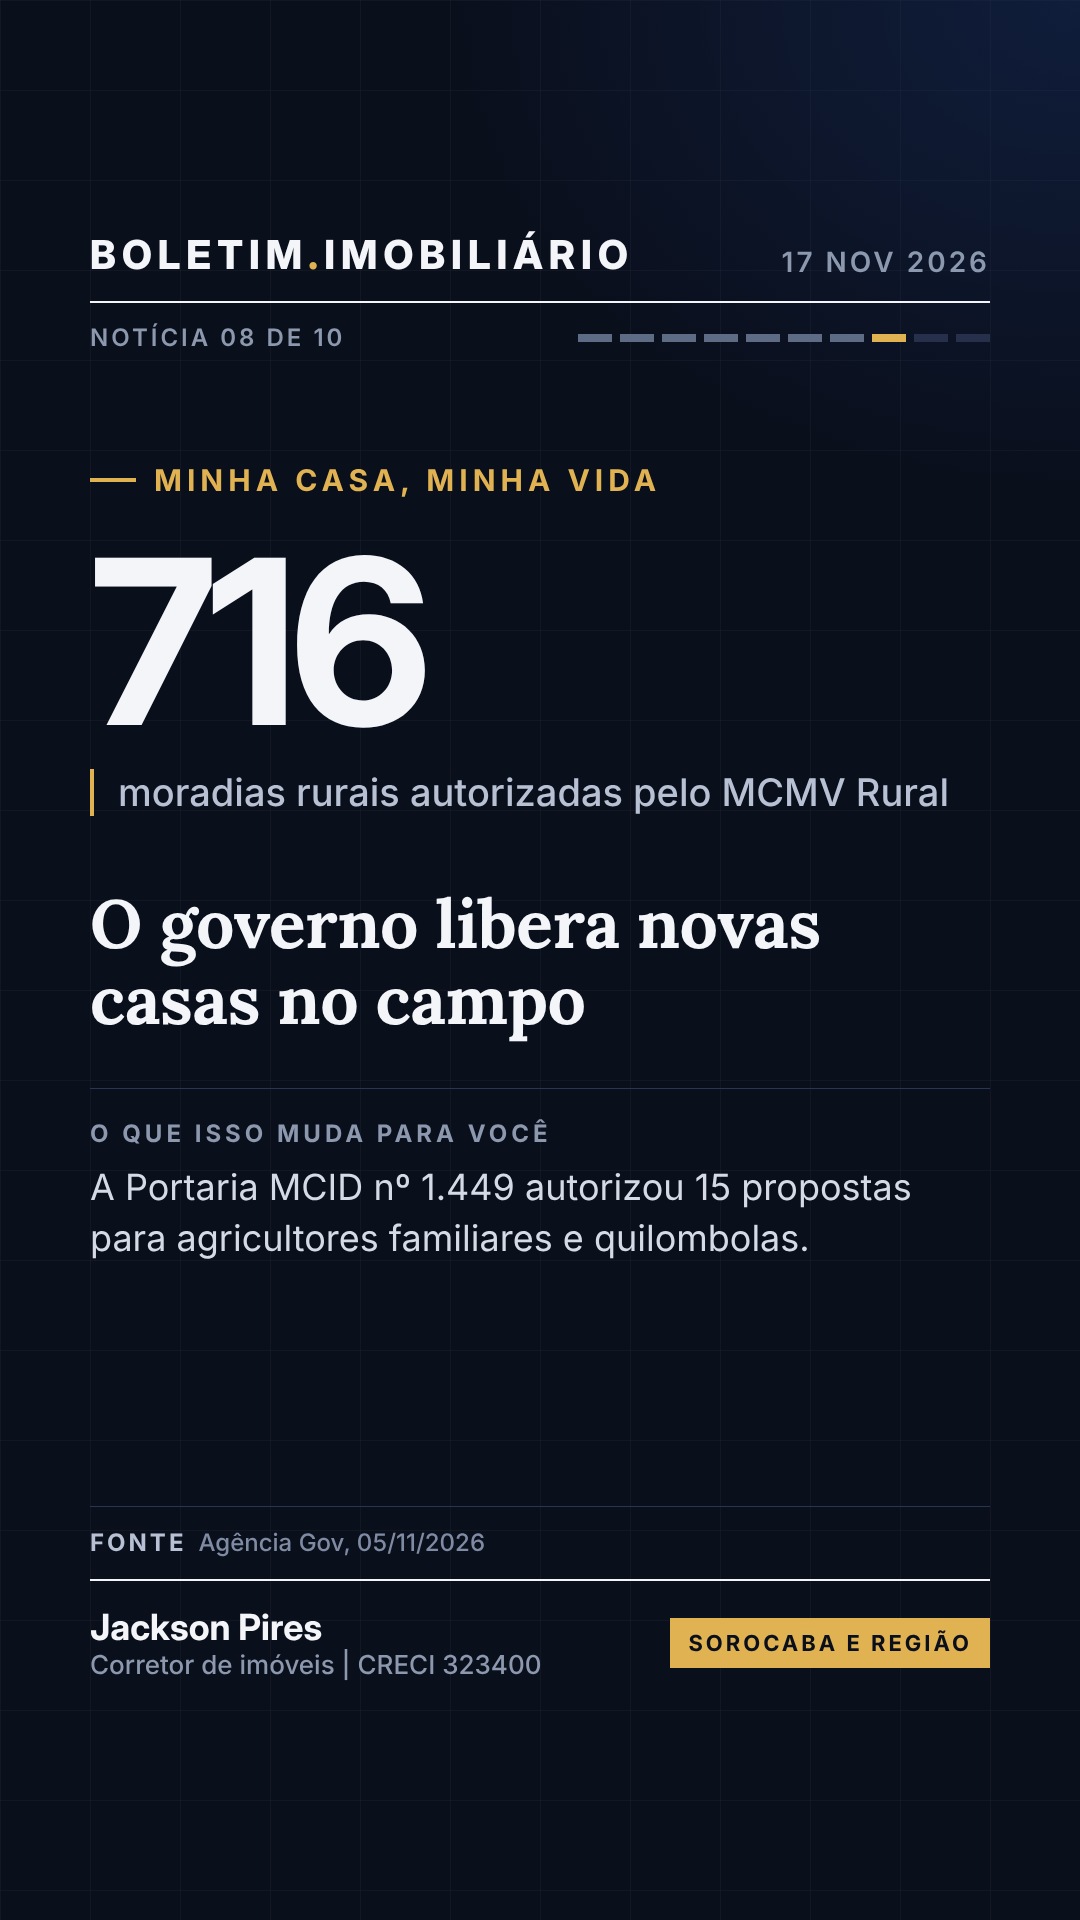 BOLETIM.IMOBILIÁRIO
17 NOV 2026
NOTÍCIA 08 DE 10
MINHA CASA, MINHA VIDA
716
moradias rurais autorizadas pelo MCMV Rural
O governo libera novas
casas no campo
O QUE ISSO MUDA PARA VOCÊ
A Portaria MCID nº 1.449 autorizou 15 propostas
para agricultores familiares e quilombolas.
FONTE Agência Gov, 05/11/2026
Jackson Pires
Corretor de imóveis | CRECI 323400
SOROCABA E REGIÃO